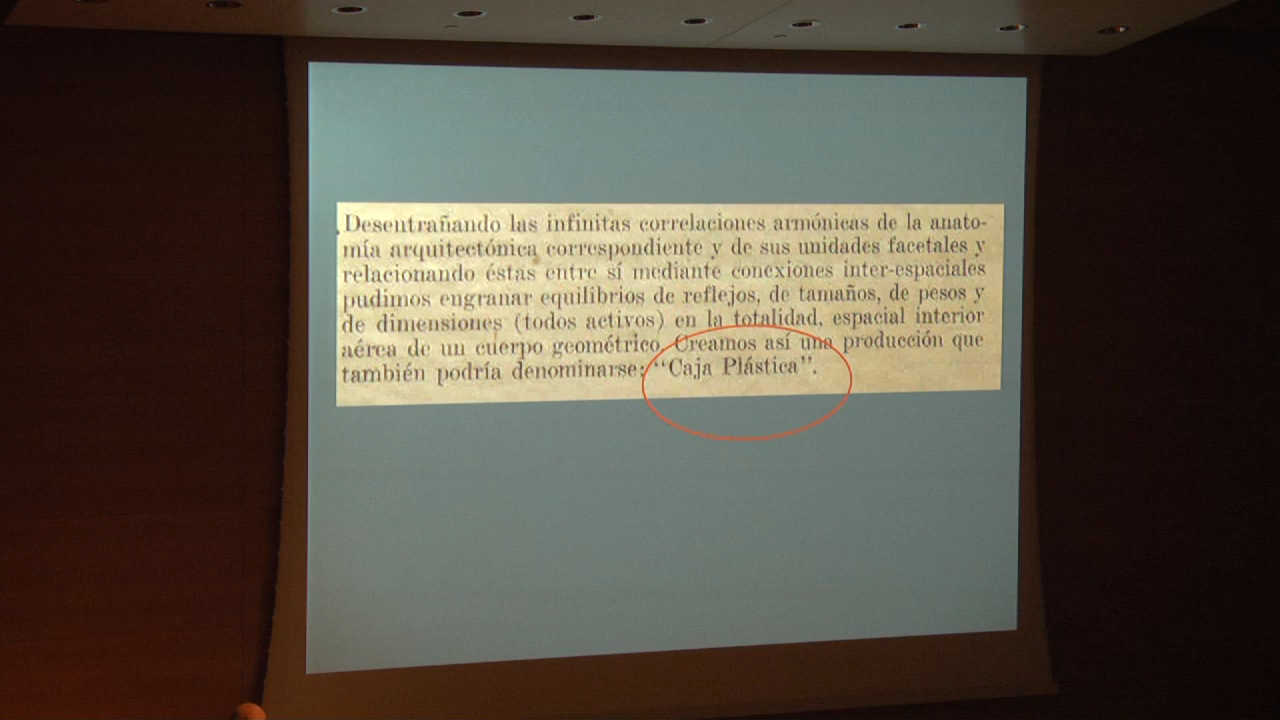 Desentrañando las infinitas correlaciones armónicas de la anato-
mía arquitectónica correspondiente y de sus unidades facetales y
relacionando éstas entre sí mediante conexiones inter-espaciales
pudimos engranar equilibrios de reflejos, de tamaños, de pesos y
de dimensiones (todos activos) en la totalidad, espacial interior
aérea de un cuerpo geométrico. Creamos así una producción que
también podría denominarse: “Caja Plástica”.